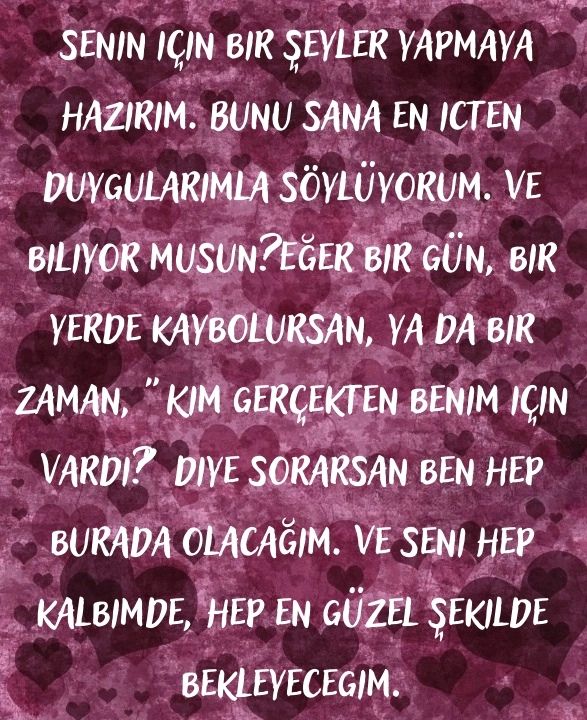 SENIN IÇIN BIR ŞEYLER YAPMAYA
HAZIRIM. BUNU SANA EN ICTEN
DUYGULARIMLA SÖYLÜYORUM. VE
BILIYOR MUSUN?EĞER BIR GÜN, BIR
YERDE KAYBOLURSAN, YA DA BIR
ZAMAN, " KIM GERÇEKTEN BENIM IÇIN
VARDI?" DIYE SORARSAN BEN HEP
BURADA OLACAĞIM. VE SENI HEP
KALBIMDE, HEP EN GÜZEL ŞEKILDE
BEKLEYECEGIM.